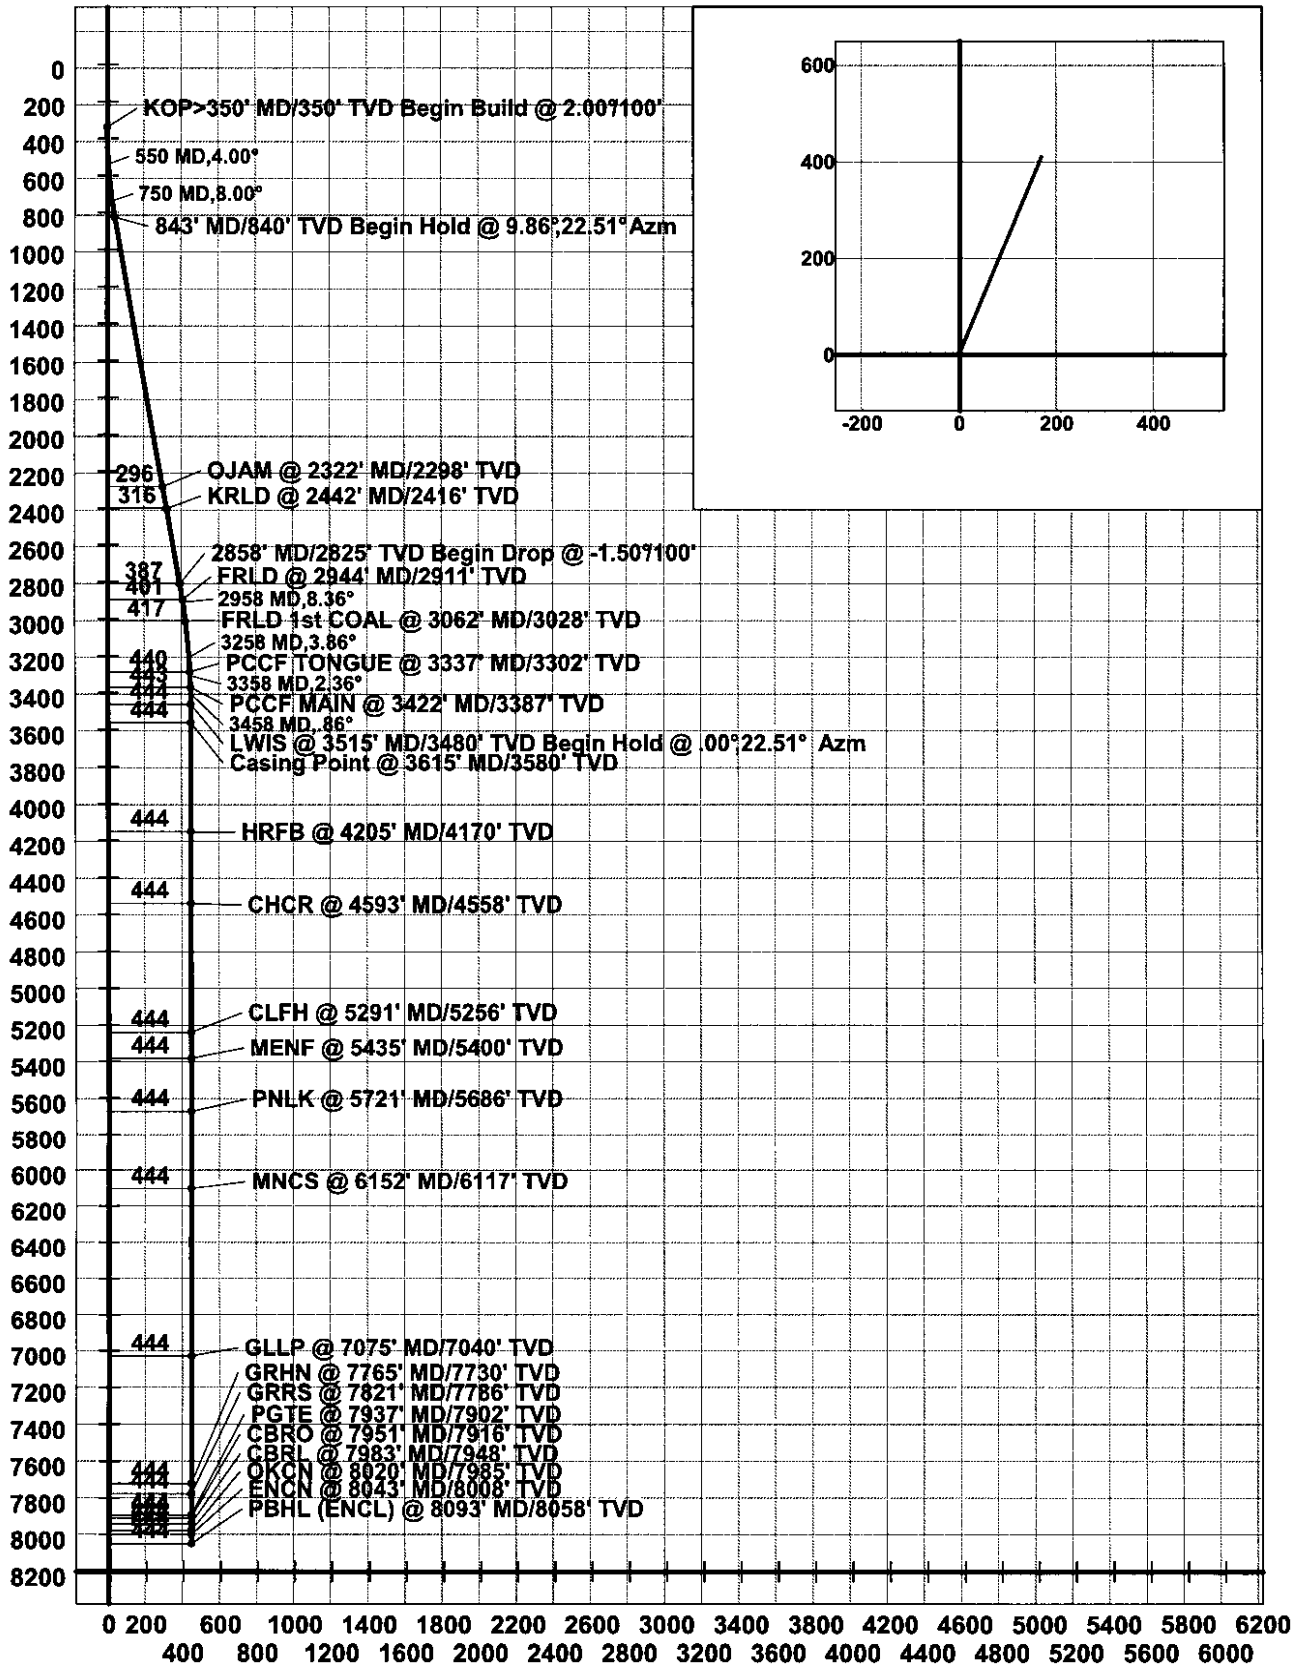 0
200
400
600
800
1000
1200
1400
1600
1800
2000
2200
2400
2600
2800
3000
3200
3400
3600
3800
4000
4200
4400
4600
4800
5000
5200
5400
5600
5800
6000
6200
6400
6600
6800
7000
7200
7400
7600
7800
8000
8200
KOP>350' MD/350' TVD Begin Build @ 2.00°/100'
550 MD,4.00°
750 MD,8.00°
843' MD/840' TVD Begin Hold @ 9.86°,22.51° Azm
296
OJAM @ 2322' MD/2298' TVD
316
KRLD @ 2442' MD/2416' TVD
2858' MD/2825' TVD Begin Drop @ -1.50°/100'
387
FRLD @ 2944' MD/2911' TVD
401
2958 MD,8.36°
417
FRLD 1st COAL @ 3062' MD/3028' TVD
3258 MD,3.86°
440
PCCF TONGUE @ 3337' MD/3302' TVD
443
3358 MD,2.36°
444
PCCF MAIN @ 3422' MD/3387' TVD
444
3458 MD,.86°
LWIS @ 3515' MD/3480' TVD Begin Hold @ .00°,22.51° Azm
Casing Point @ 3615' MD/3580' TVD
444
HRFB @ 4205' MD/4170' TVD
444
CHCR @ 4593' MD/4558' TVD
444
CLFH @ 5291' MD/5256' TVD
444
MENF @ 5435' MD/5400' TVD
444
PNLK @ 5721' MD/5686' TVD
444
MNCS @ 6152' MD/6117' TVD
444
GLLP @ 7075' MD/7040' TVD
GRHN @ 7765' MD/7730' TVD
GRRS @ 7821' MD/7786' TVD
PGTE @ 7937' MD/7902' TVD
CBRO @ 7951' MD/7916' TVD
CBRL @ 7983' MD/7948' TVD
444
OKCN @ 8020' MD/7985' TVD
444
ENCN @ 8043' MD/8008' TVD
444
PBHL (ENCL) @ 8093' MD/8058' TVD
444
0 200 600 1000 1400 1800 2200 2600 3000 3400 3800 4200 4600 5000 5400 5800 6200
400 800 1200 1600 2000 2400 2800 3200 3600 4000 4400 4800 5200 5600 6000
600
400
200
0
-200 0 200 400